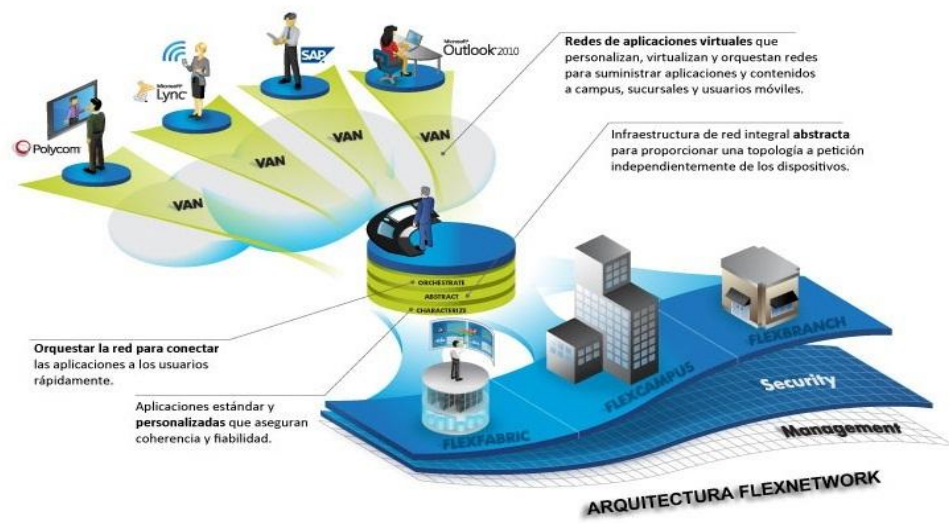 Microsoft
Outlook 2010
SAP
Microsoft
Lync
Polycom
VAN
VAN
VAN
VAN
Redes de aplicaciones virtuales que
personalizan, virtualizan y orquestan redes
para suministrar aplicaciones y contenidos
a campus, sucursales y usuarios móviles.
Infraestructura de red integral abstracta
para proporcionar una topología a petición
independientemente de los dispositivos.
ORCHESTRATE
ABSTRACT
CHARACTERIZE
Orquestar la red para conectar
las aplicaciones a los usuarios
rápidamente.
Aplicaciones estándar y
personalizadas que aseguran
coherencia y fiabilidad.
FLEXFABRIC
FLEXCAMPUS
FLEXBRANCH
Security
Management
ARQUITECTURA FLEXNETWORK